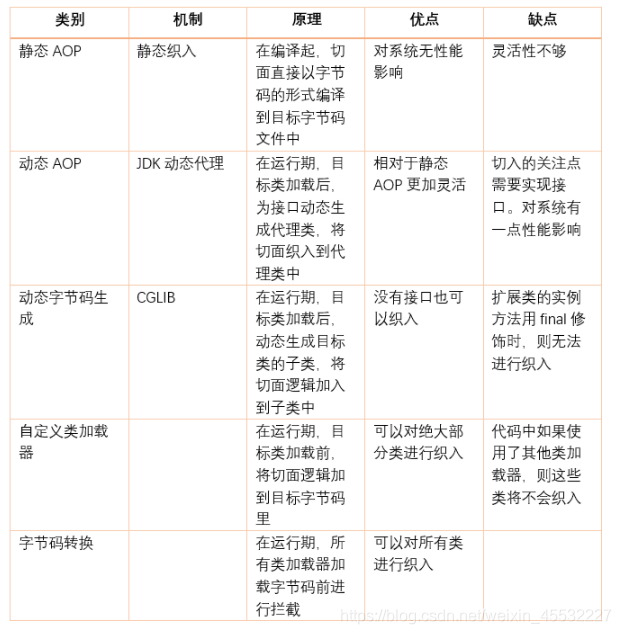 类别 机制 原理 优点 缺点
静态 AOP 静态织入 在编译起，切 对系统无性能 灵活性不够
面直接以字节 影响
码的形式编译
到目标字节码
文件中
动态 AOP JDK 动态代理 在运行期，目 相对于静态 切入的关注点
标类加载后， AOP 更加灵活 需要实现接
为接口动态生 口。对系统有
成代理类，将 一点性能影响
切面织入到代
理类中
动态字节码生 CGLIB 在运行期，目 没有接口也可 扩展类的实例
成 标类加载后， 以织入 方法用 final 修
动态生成目标 饰时，则无法
类的子类，将 进行织入
切面逻辑加入
到子类中
自定义类加载 在运行期，目 可以对绝大部 代码中如果使
器 标类加载前， 分类进行织入 用了其他类加
将切面逻辑加 载器，则这些
到目标字节码 类将不会织入
里
字节码转换 在运行期，所 可以对所有类
有类加载器加 进行织入
载字节码前进
行拦截
https://blog.csdn.net/weixin_45532227